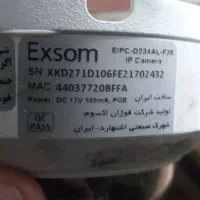 Exsom
EIPC-D234AL-F28
IP Camera
SN XKD271D106FE21702432
MAC 44037720BFFA
Power DC 12V 500mA, POE
ساخت ایران
تولید شرکت فوژان اکسوم
شهرک صنعتی اشتهارد- ایران
QC
PASS